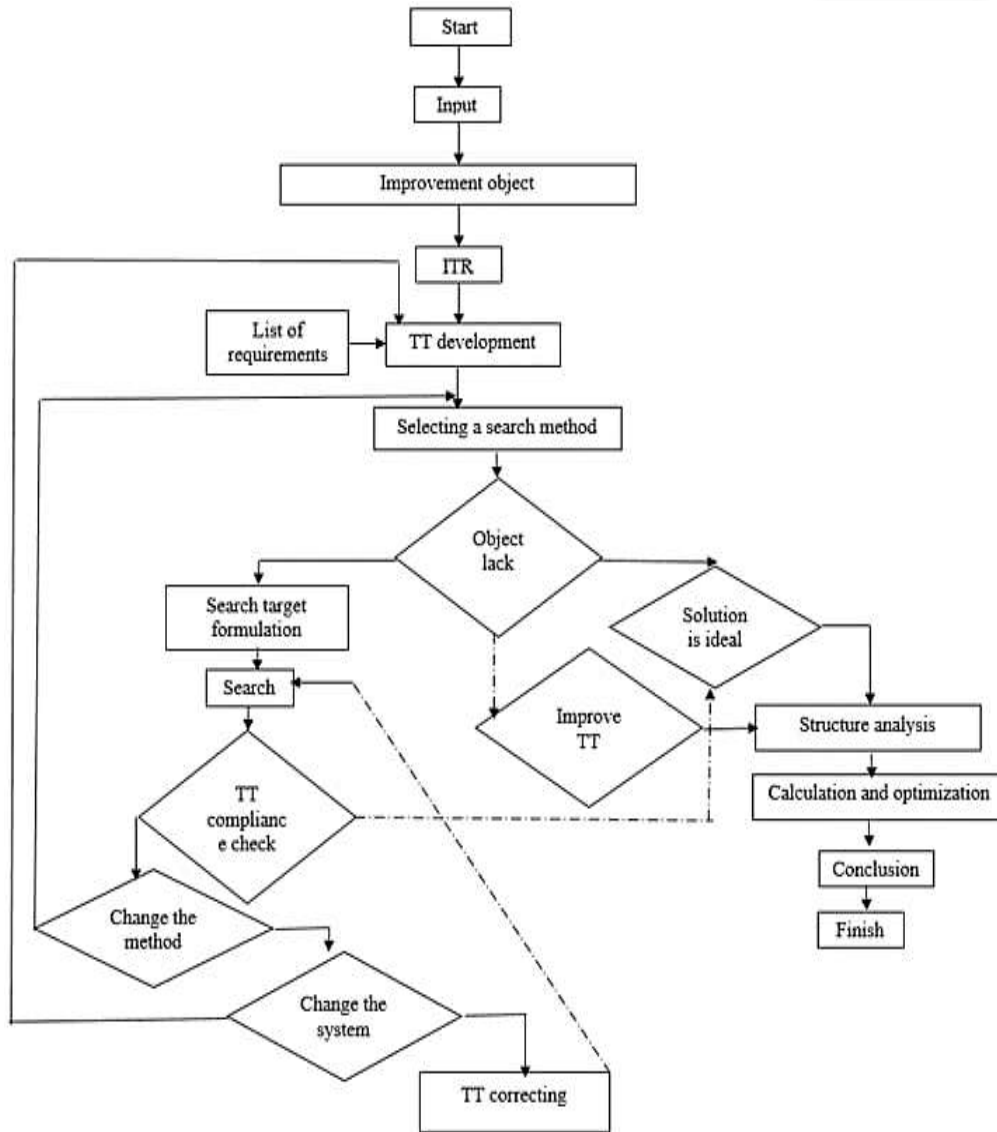 Start
Input
Improvement object
ITR
List of
requirements
TT development
Selecting a search method
Object
lack
Search target
formulation
Solution
is ideal
Search
Improve
TT
Structure analysis
TT
complianc
e check
Calculation and optimization
Conclusion
Change the
method
Finish
Change the
system
TT correcting